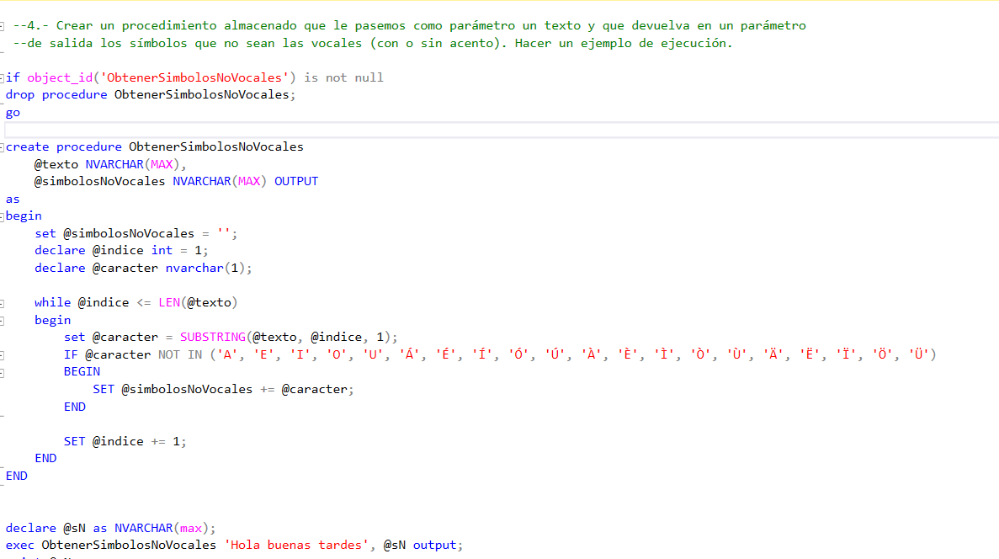 --4.- Crear un procedimiento almacenado que le pasemos como parámetro un texto y que devuelva en un parámetro
--de salida los símbolos que no sean las vocales (con o sin acento). Hacer un ejemplo de ejecución.
if object_id('ObtenerSimbolosNoVocales') is not null
drop procedure ObtenerSimbolosNoVocales;
go
create procedure ObtenerSimbolosNoVocales
@texto NVARCHAR(MAX),
@simbolosNoVocales NVARCHAR(MAX) OUTPUT
as
begin
set @simbolosNoVocales = '';
declare @indice int = 1;
declare @caracter nvarchar(1);
while @indice <= LEN(@texto)
begin
set @caracter = SUBSTRING(@texto, @indice, 1);
IF @caracter NOT IN ('A', 'E', 'I', 'O', 'U', 'Á', 'É', 'Í', 'Ó', 'Ú', 'À', 'È', 'Ì', 'Ò', 'Ù', 'Ä', 'Ë', 'Ï', 'Ö', 'Ü')
BEGIN
SET @simbolosNoVocales += @caracter;
END
SET @indice += 1;
END
END
declare @sN as NVARCHAR(max);
exec ObtenerSimbolosNoVocales 'Hola buenas tardes', @sN output;